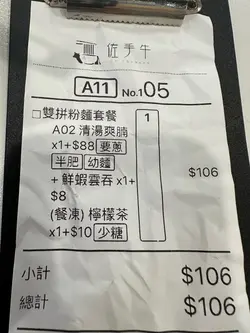 佐手牛
A11 No.105
□雙拼粉麵套餐 1
A02 清湯爽腩
x1+$88 要蔥
半肥 幼麵 $106
+ 鮮蝦雲吞 x1+
$8
(餐凍) 檸檬茶
x1+$10 少糖
小計 $106
總計 $106